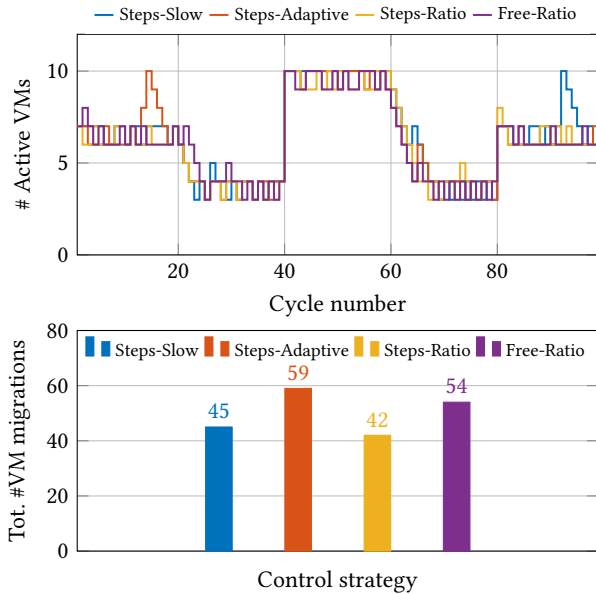 Steps-Slow Steps-Adaptive Steps-Ratio Free-Ratio
10
5
0
# Active VMs
20 40 60 80
Cycle number
80
60
40
20
0
Tot. #VM migrations
Steps-Slow Steps-Adaptive Steps-Ratio Free-Ratio
45 59 42 54
Control strategy